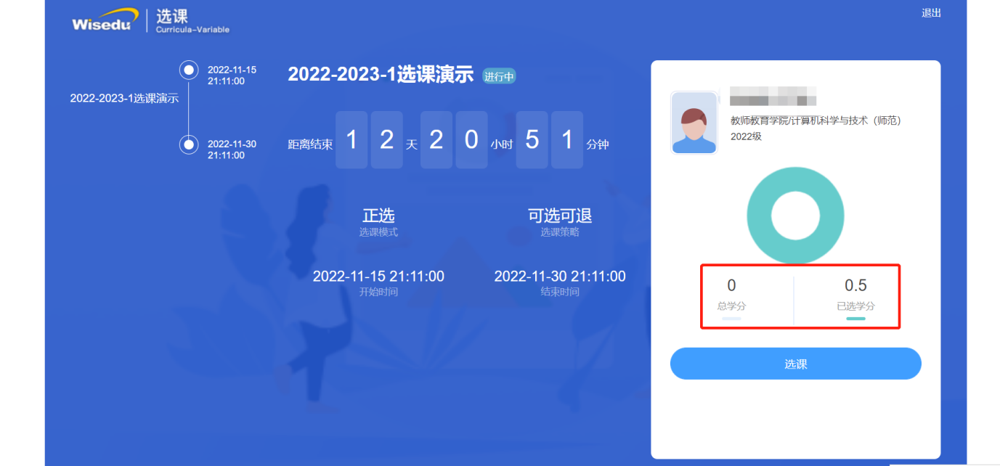 Wisedu
选课
Curricula-Variable
退出
2022-11-15
21:11:00
2022-2023-1选课演示
2022-11-30
21:11:00
2022-2023-1选课演示 进行中
距离结束 1 2 天 2 0 小时 5 1 分钟
正选
选课模式
可选可退
选课策略
2022-11-15 21:11:00
开始时间
2022-11-30 21:11:00
结束时间
教师教育学院/计算机科学与技术（师范）
2022级
0
总学分
0.5
已选学分
选课